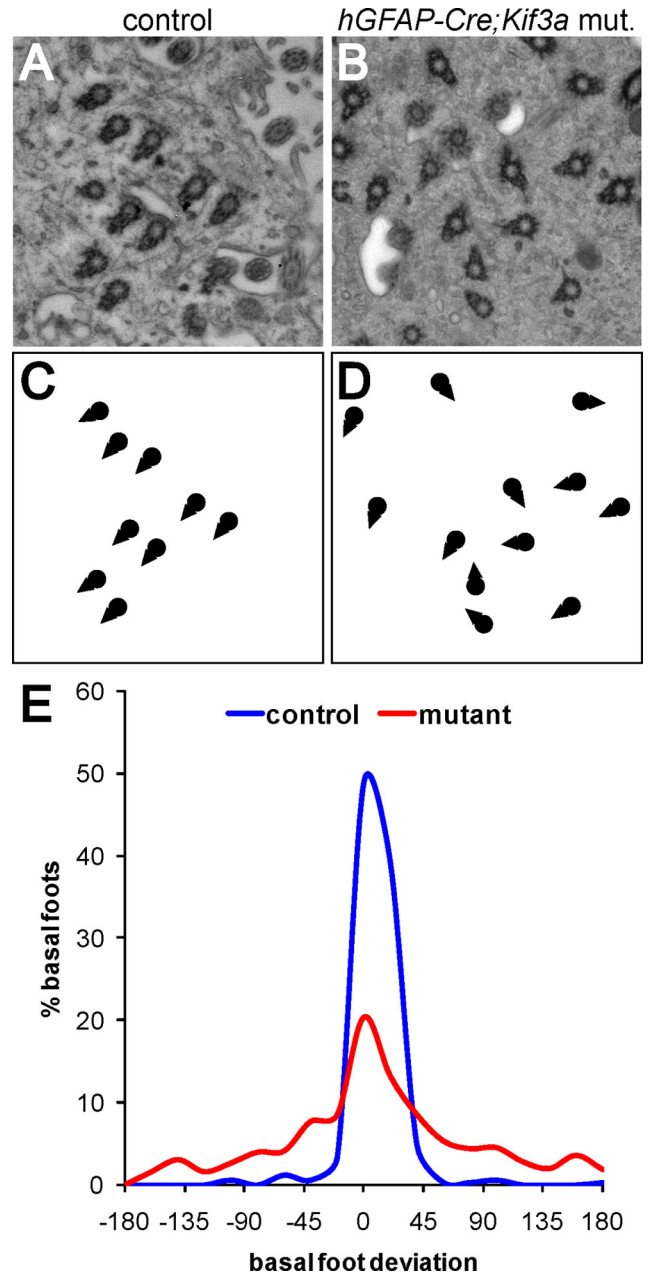 control
hGFAP-Cre;Kif3a mut.
A
B
C
D
E
60
50
40
30
20
10
0
% basal foots
control
mutant
-180 -135 -90 -45 0 45 90 135 180
basal foot deviation